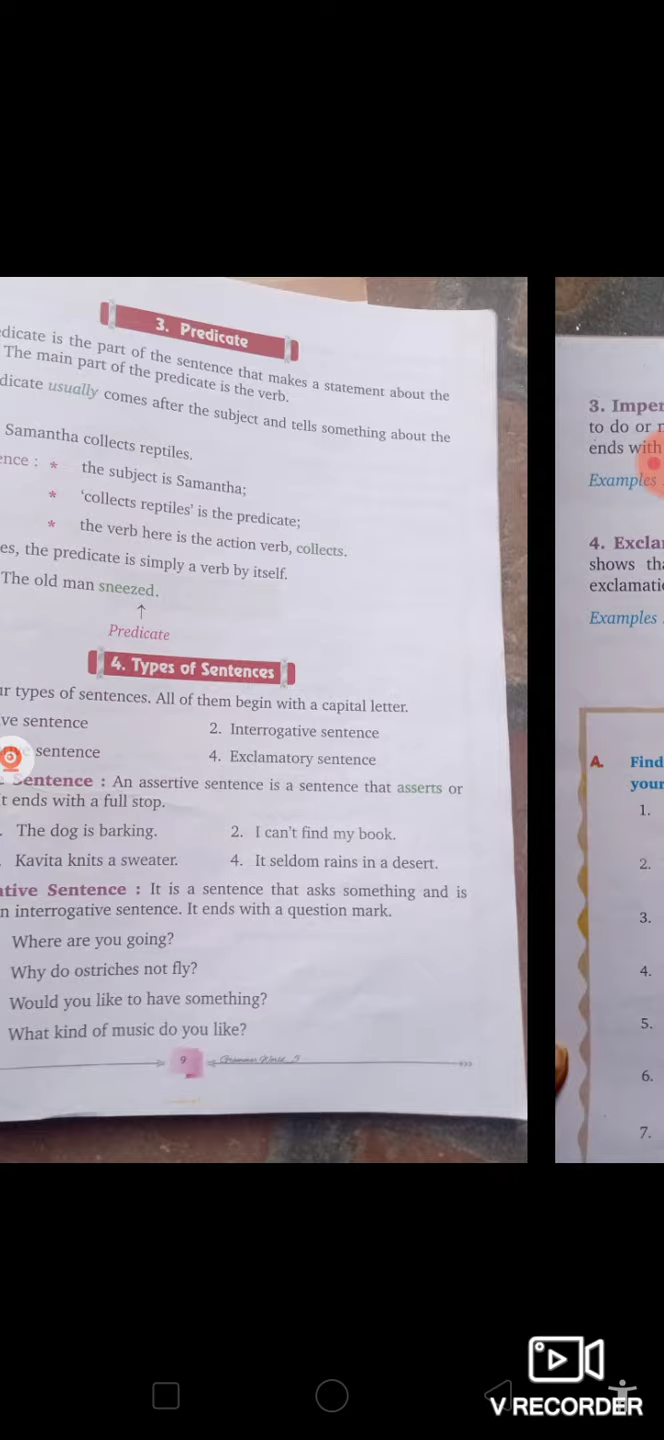 3. Predicate
dicate is the part of the sentence that makes a statement about the
The main part of the predicate is the verb.
dicate usually comes after the subject and tells something about the
Samantha collects reptiles.
ence : * the subject is Samantha;
* 'collects reptiles' is the predicate;
* the verb here is the action verb, collects.
es, the predicate is simply a verb by itself.
The old man sneezed.
↑
Predicate
4. Types of Sentences
ur types of sentences. All of them begin with a capital letter.
ve sentence 2. Interrogative sentence
sentence 4. Exclamatory sentence
Sentence : An assertive sentence is a sentence that asserts or
t ends with a full stop.
. The dog is barking. 2. I can't find my book.
. Kavita knits a sweater. 4. It seldom rains in a desert.
ative Sentence : It is a sentence that asks something and is
n interrogative sentence. It ends with a question mark.
Where are you going?
Why do ostriches not fly?
Would you like to have something?
What kind of music do you like?
9 Grammar World 5
3. Imper
to do or
ends with
Examples
4. Exclam
shows tha
exclamati
Examples
A. Find
your
1.
2.
3.
4.
5.
6.
7.
V RECORDER